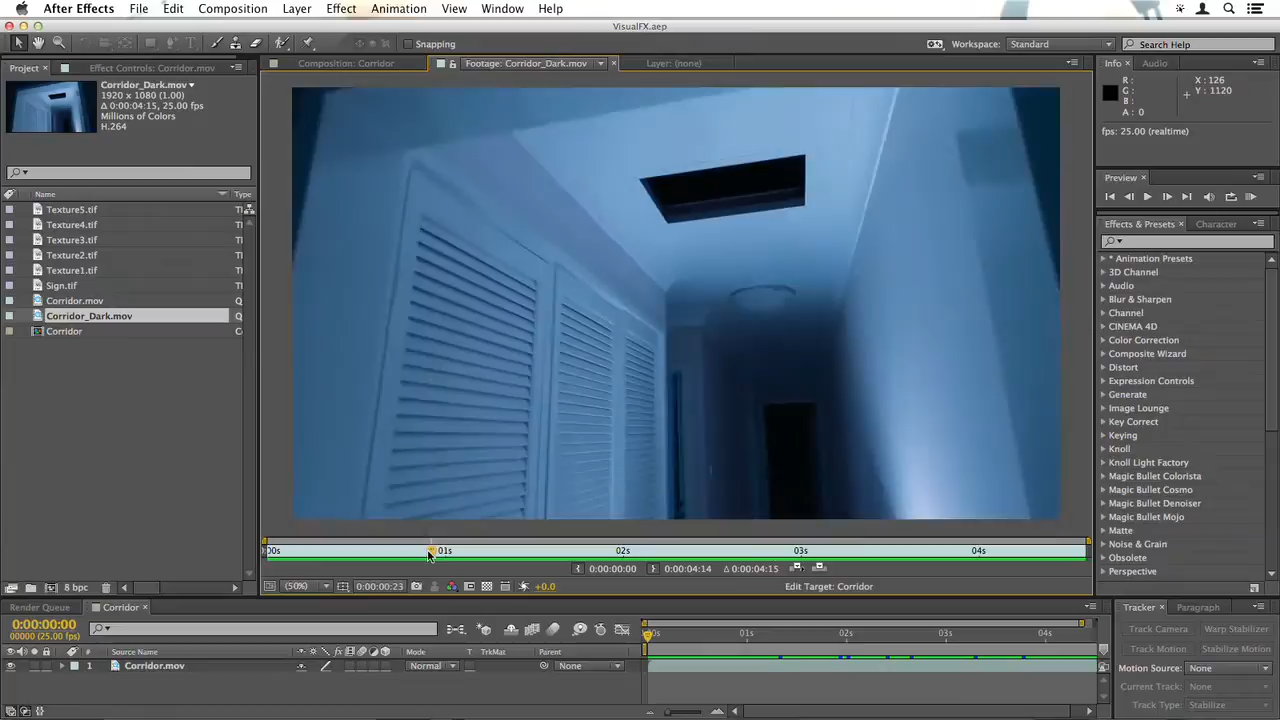 After Effects File Edit Composition Layer Effect Animation View Window Help
VisualFX.aep
Snapping Workspace: Standard Search Help
Project Effect Controls: Corridor.mov
Composition: Corridor Footage: Corridor_Dark.mov Layer: (none)
Info Audio
Corridor_Dark.mov
1920 x 1080 (1.00)
Δ 0:00:04:15, 25.00 fps)
Millions of Colors
H.264
R : X : 126
G : Y : 1120
B :
A : 0
fps: 25.00 (realtime)
Preview
Name Type
Texture5.tif
Texture4.tif
Texture3.tif
Texture2.tif
Texture1.tif
Sign.tif
Corridor.mov
Corridor_Dark.mov
Corridor
8 bpc
Effects & Presets Character
* Animation Presets
3D Channel
Audio
Blur & Sharpen
Channel
CINEMA 4D
Color Correction
Composite Wizard
Distort
Expression Controls
Generate
Image Lounge
Key Correct
Keying
Knoll
Knoll Light Factory
Magic Bullet Colorista
Magic Bullet Cosmo
Magic Bullet Denoiser
Magic Bullet Mojo
Matte
Noise & Grain
Obsolete
Perspective
:00s 01s 02s 03s 04s
0:00:00:00 0:00:04:14 Δ 0:00:04:15
(50%) 0:00:00:23 +0.0 Edit Target: Corridor
Render Queue Corridor
0:00:00:00
00000 (25.00 fps)
00s 01s 02s 03s 04s
# Source Name Mode T TrkMat Parent
1 Corridor.mov Normal None
Tracker Paragraph
Track Camera Warp Stabilizer
Track Motion Stabilize Motion
Motion Source: None
Current Track: None
Track Type: Stabilize